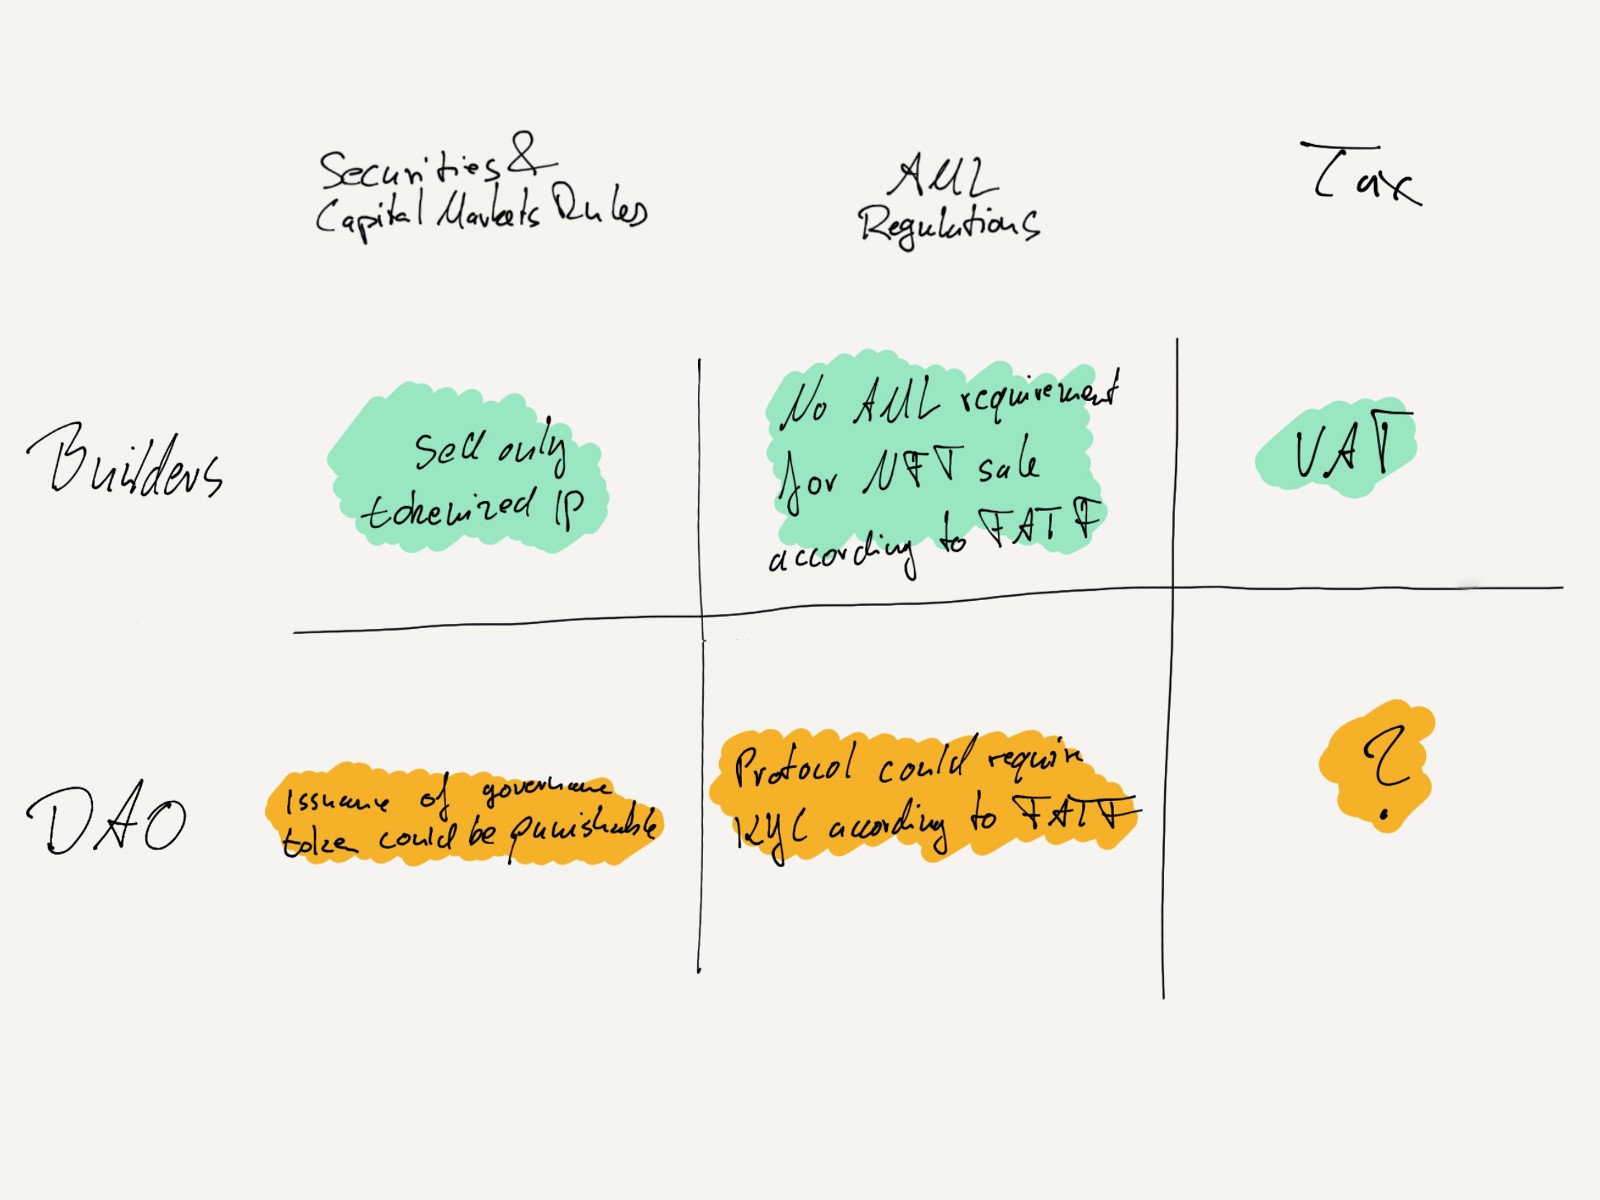 Securities &
Capital Markets Rules
AML
Regulations
Tax
Builders
Sell only
tokenized IP
No AML requirement
for NFT sale
according to FATF
VAT
DAO
Issuance of governance
token could be punishable
Protocol could require
KYC according to FATF
?